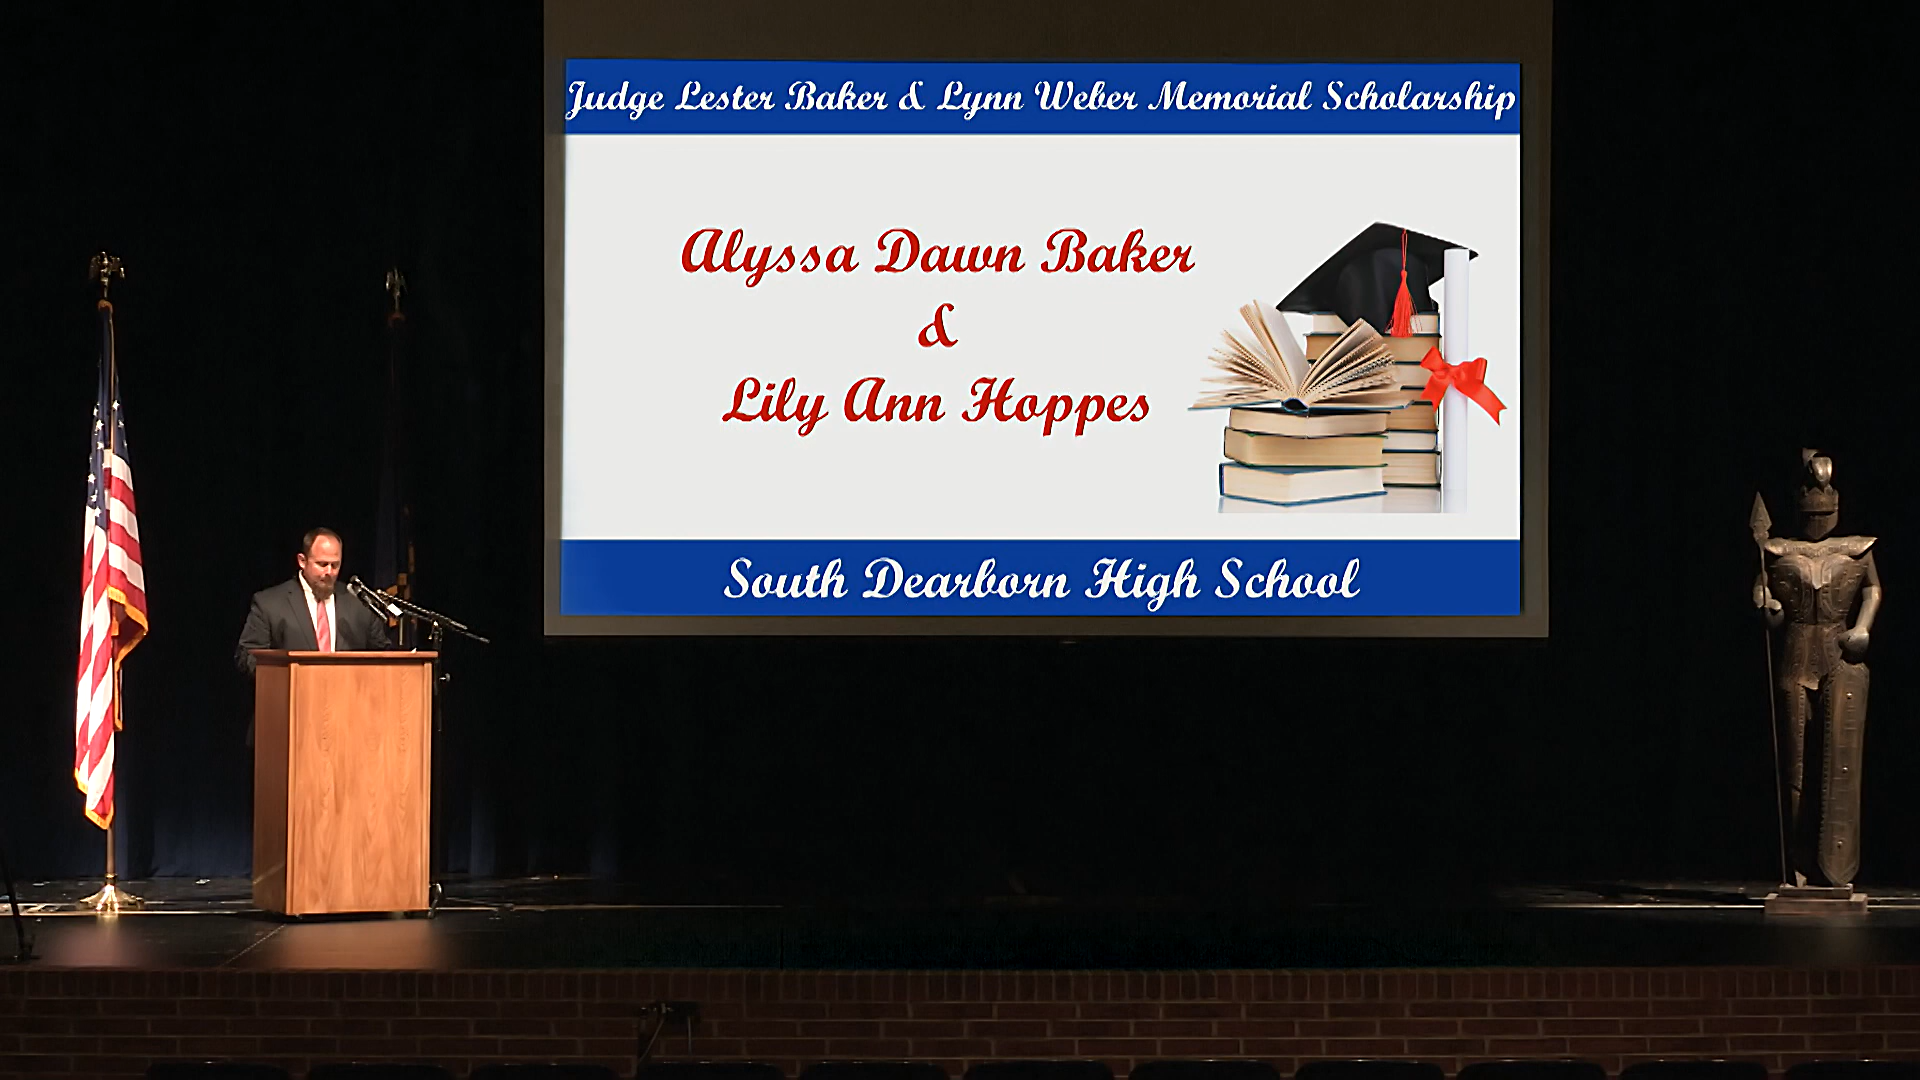 Judge Lester Baker & Lynn Weber Memorial Scholarship
Alyssa Dawn Baker
&
Lily Ann Hoppes
South Dearborn High School